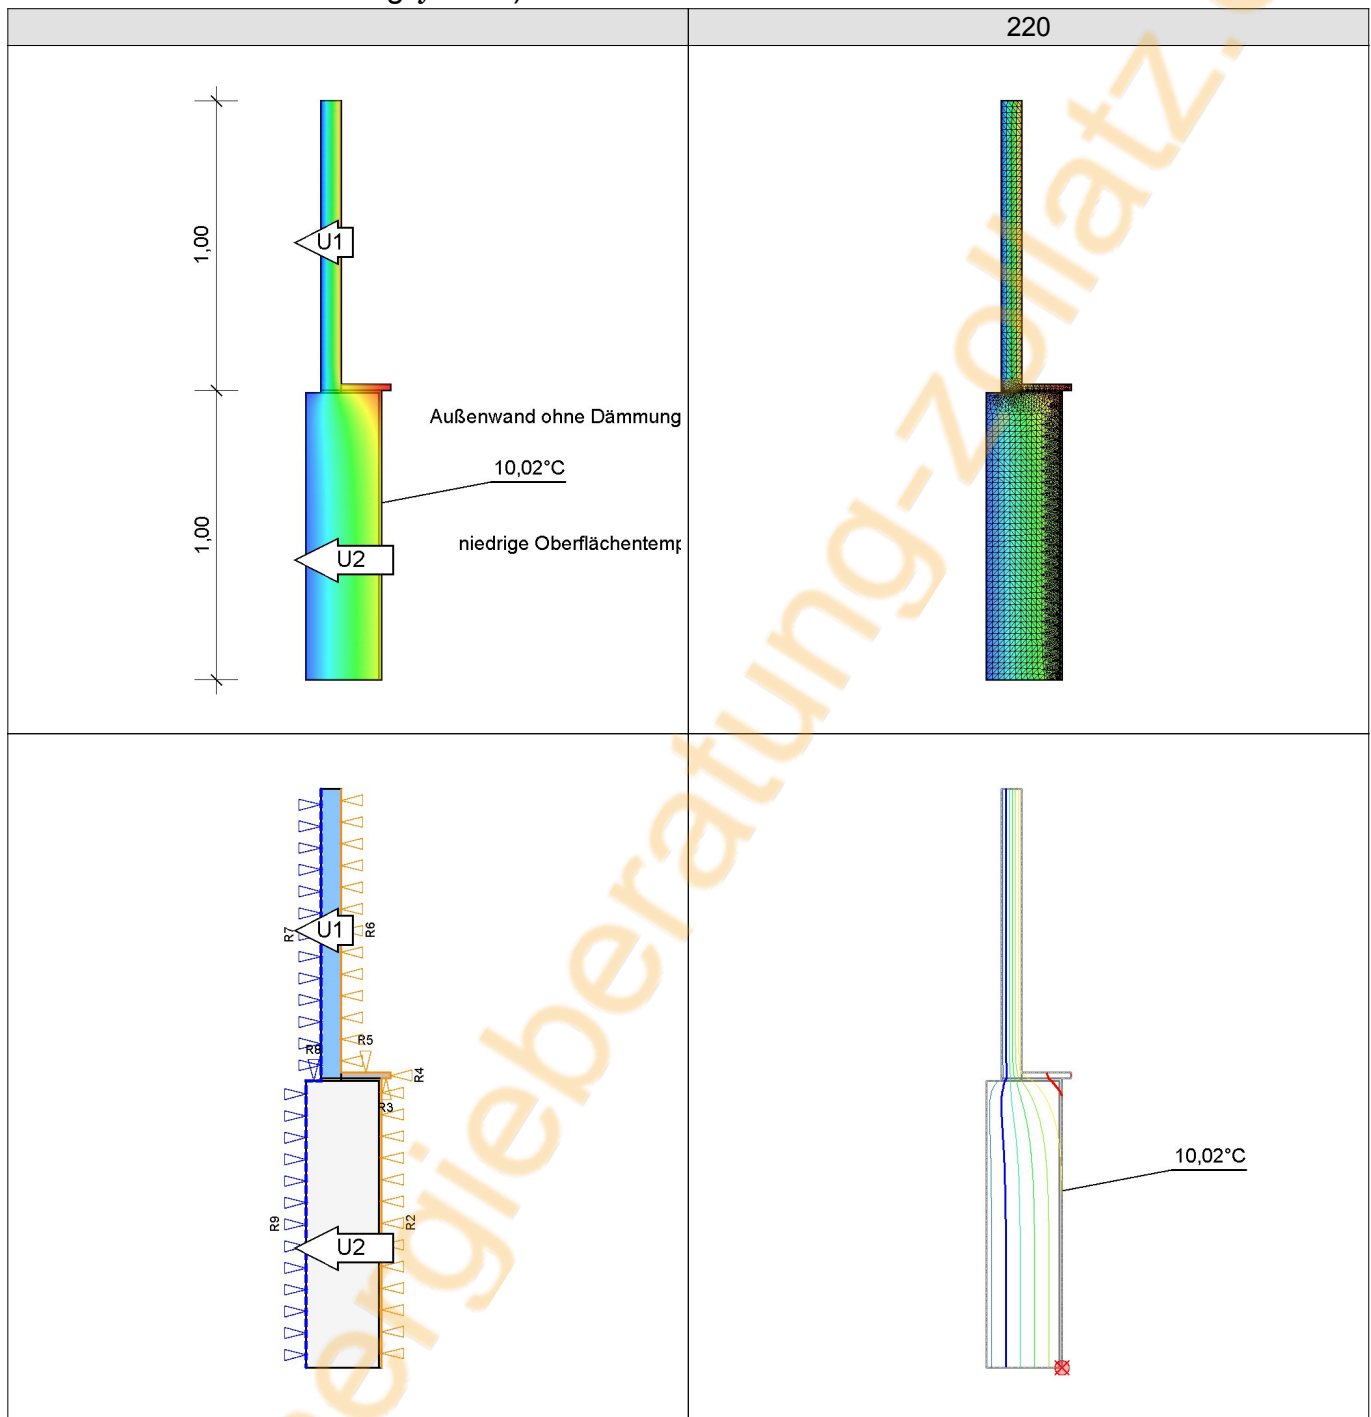 220
1,00
U1
Außenwand ohne Dämmung
10,02°C
1,00
niedrige
U2
R7
U1
R6
R8
R5
R4
R3
10,02°C
R9
R2
U2
energieberatung-zollatz.